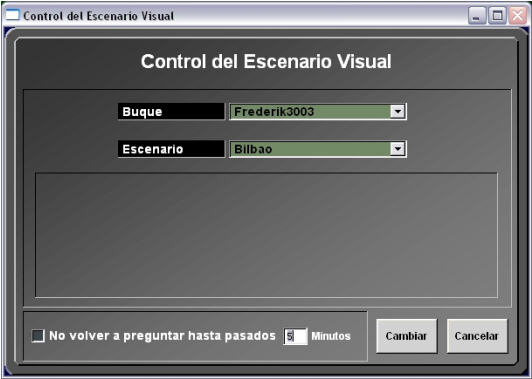 Control del Escenario Visual
Control del Escenario Visual
Buque Frederik3003
Escenario Bilbao
No volver a preguntar hasta pasados 5 Minutos Cambiar Cancelar